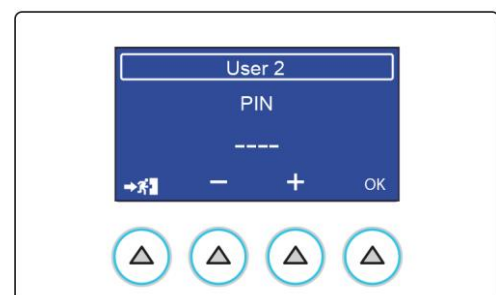 User 2
PIN
----
− + OK